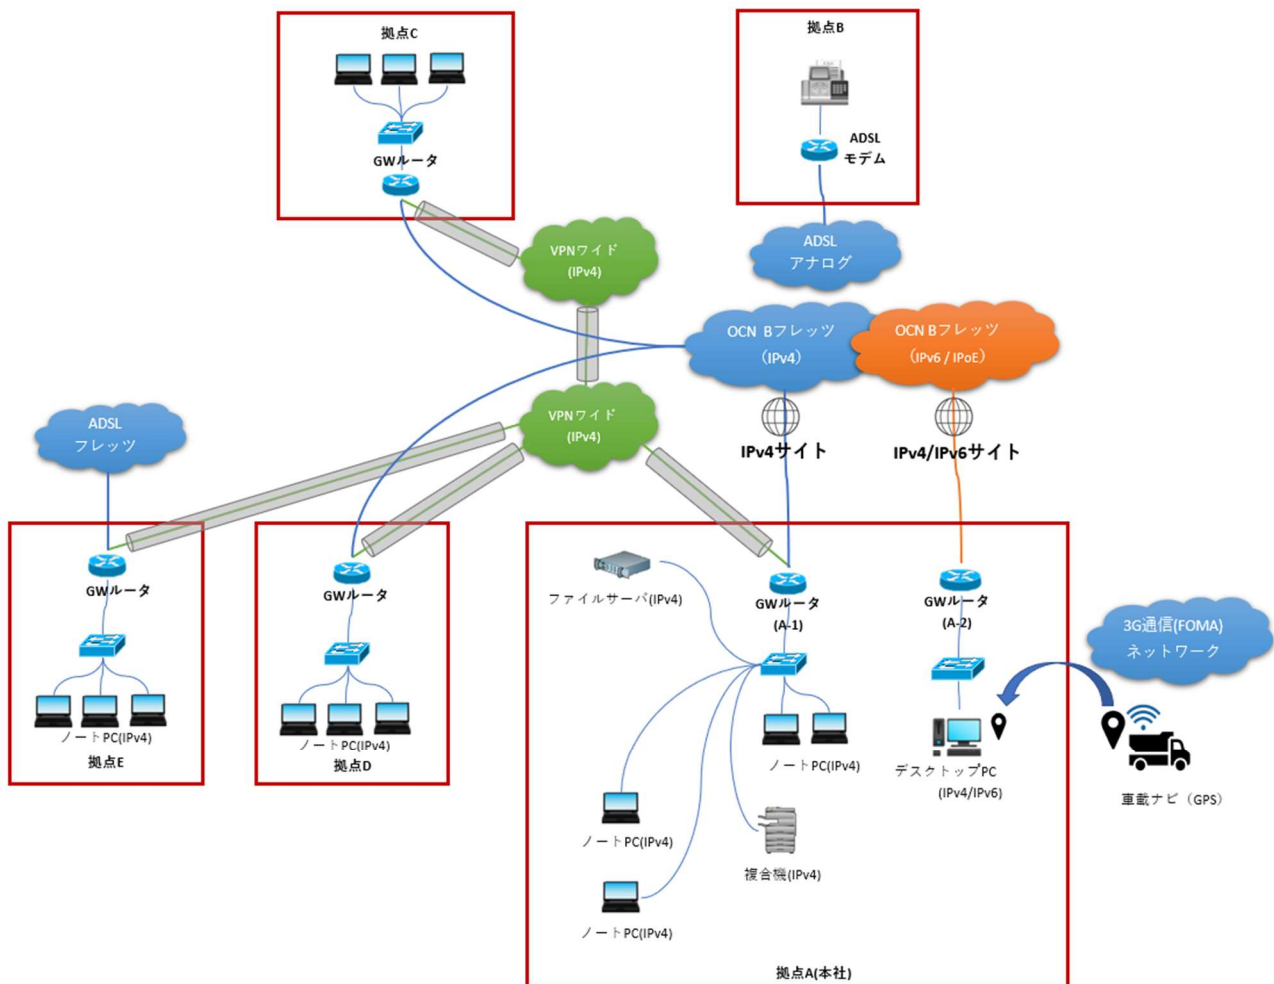 拠点C
GWルータ
拠点B
ADSL
モデム
ADSL
アナログ
VPNワイド
(IPv4)
OCN Bフレッツ
(IPv4)
OCN Bフレッツ
(IPv6 / IPoE)
VPNワイド
(IPv4)
IPv4サイト
IPv4/IPv6サイト
ADSL
フレッツ
GWルータ
ノートPC(IPv4)
拠点E
GWルータ
ノートPC(IPv4)
拠点D
ファイルサーバ(IPv4)
GWルータ
(A-1)
GWルータ
(A-2)
ノートPC(IPv4)
デスクトップPC
(IPv4/IPv6)
ノートPC(IPv4)
複合機(IPv4)
ノートPC(IPv4)
拠点A(本社)
3G通信(FOMA)
ネットワーク
車載ナビ（GPS）